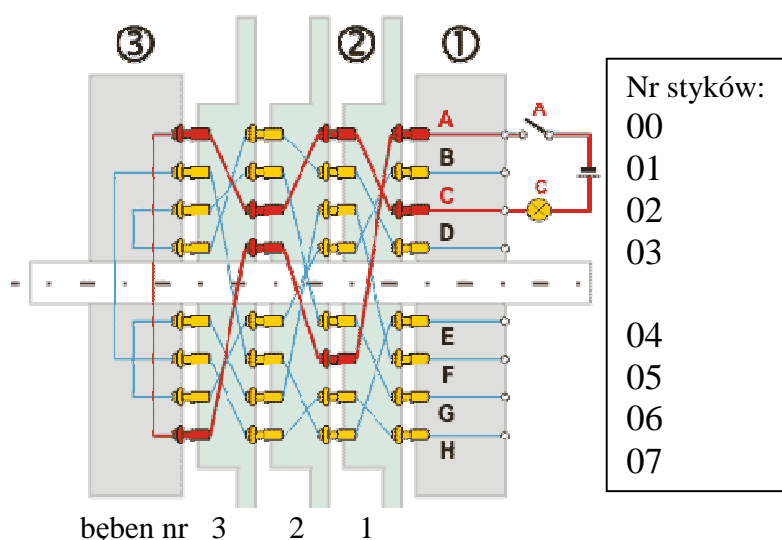 ③ ② ①
A A
B
C C
D
E
F
G
H
Nr styków:
00
01
02
03
04
05
06
07
bęben nr 3 2 1